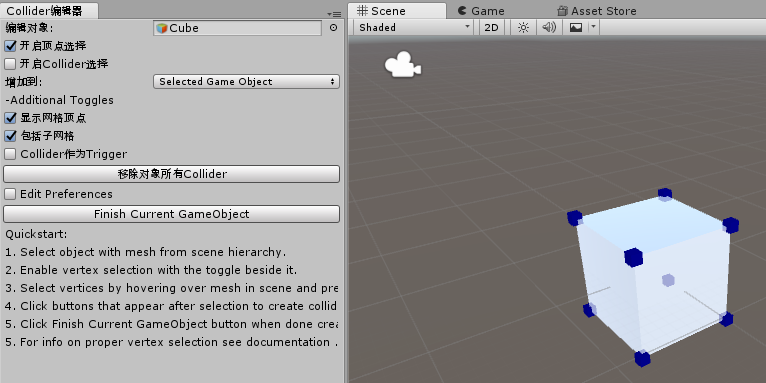 Collider编辑器
编辑对象: Cube
开启顶点选择
开启Collider选择
增加到: Selected Game Object
-Additional Toggles
显示网格顶点
包括子网格
Collider作为Trigger
移除对象所有Collider
Edit Preferences
Finish Current GameObject
Quickstart:
1. Select object with mesh from scene hierarchy.
2. Enable vertex selection with the toggle beside it.
3. Select vertices by hovering over mesh in scene and pre
4. Click buttons that appear after selection to create collid
5. Click Finish Current GameObject button when done crea
5. For info on proper vertex selection see documentation .
Scene Game Asset Store
Shaded 2D